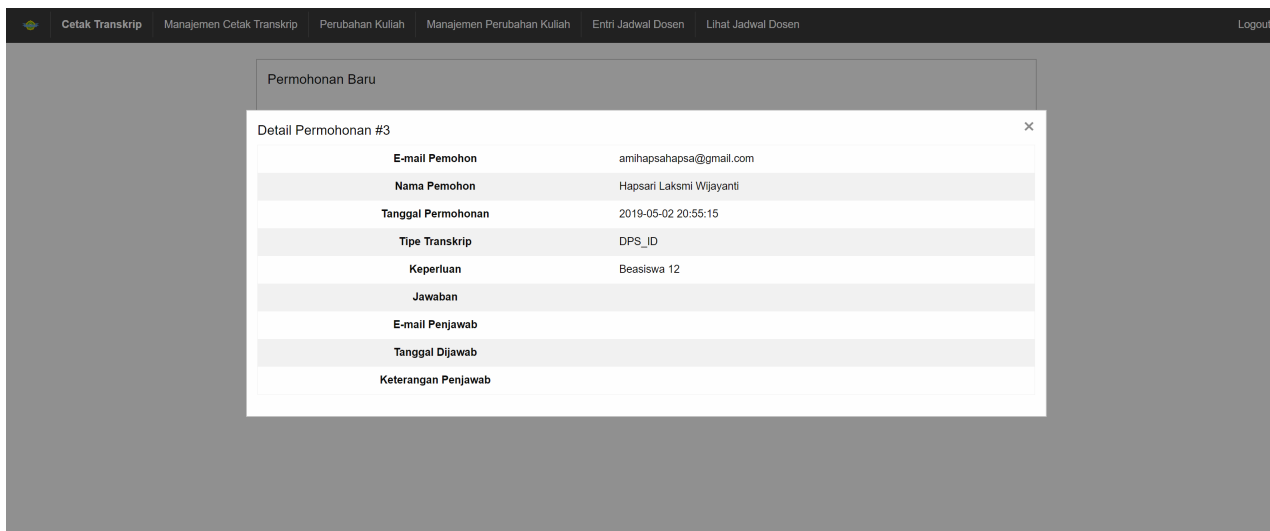 Cetak Transkrip Manajemen Cetak Transkrip Perubahan Kuliah Manajemen Perubahan Kuliah Entri Jadwal Dosen Lihat Jadwal Dosen Logout
Permohonan Baru
Detail Permohonan #3 ×
E-mail Pemohon amihapsahapsa@gmail.com
Nama Pemohon Hapsari Laksmi Wijayanti
Tanggal Permohonan 2019-05-02 20:55:15
Tipe Transkrip DPS_ID
Keperluan Beasiswa 12
Jawaban
E-mail Penjawab
Tanggal Dijawab
Keterangan Penjawab